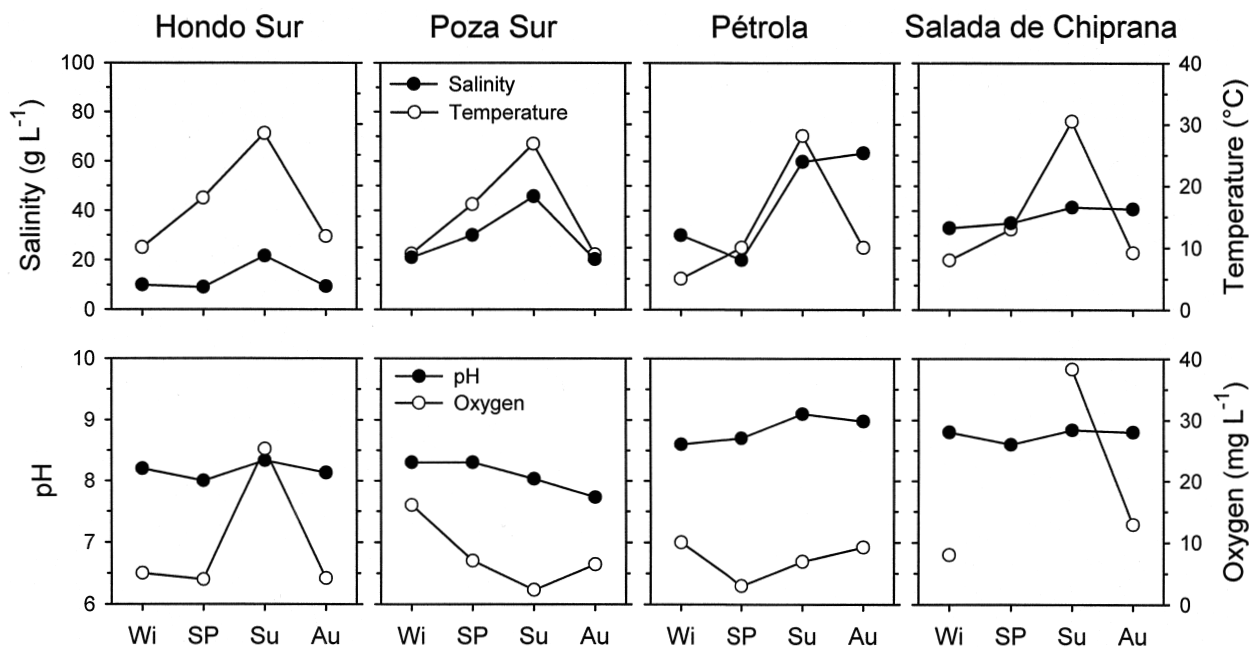 Hondo Sur Poza Sur Pétrola Salada de Chiprana
100 80 60 40 20 0
Salinity (g L⁻¹)
Salinity
Temperature
40 30 20 10 0
Temperature (°C)
10 9 8 7 6
pH
pH
Oxygen
40 30 20 10 0
Oxygen (mg L⁻¹)
Wi SP Su Au Wi SP Su Au Wi SP Su Au Wi SP Su Au